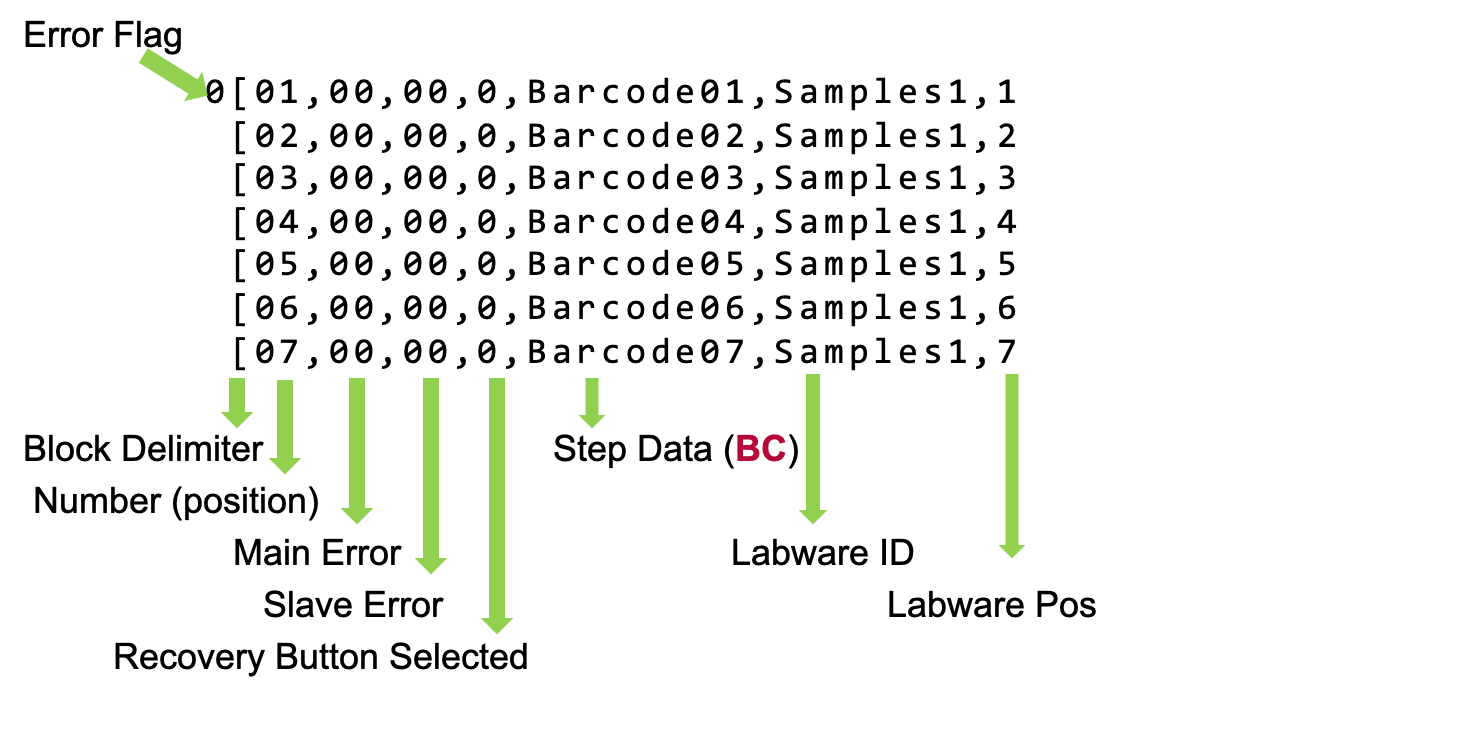 Error Flag
0[01,00,00,0,Barcode01,Samples1,1
[02,00,00,0,Barcode02,Samples1,2
[03,00,00,0,Barcode03,Samples1,3
[04,00,00,0,Barcode04,Samples1,4
[05,00,00,0,Barcode05,Samples1,5
[06,00,00,0,Barcode06,Samples1,6
[07,00,00,0,Barcode07,Samples1,7
Block Delimiter
Step Data (BC)
Number (position)
Main Error
Labware ID
Slave Error
Labware Pos
Recovery Button Selected